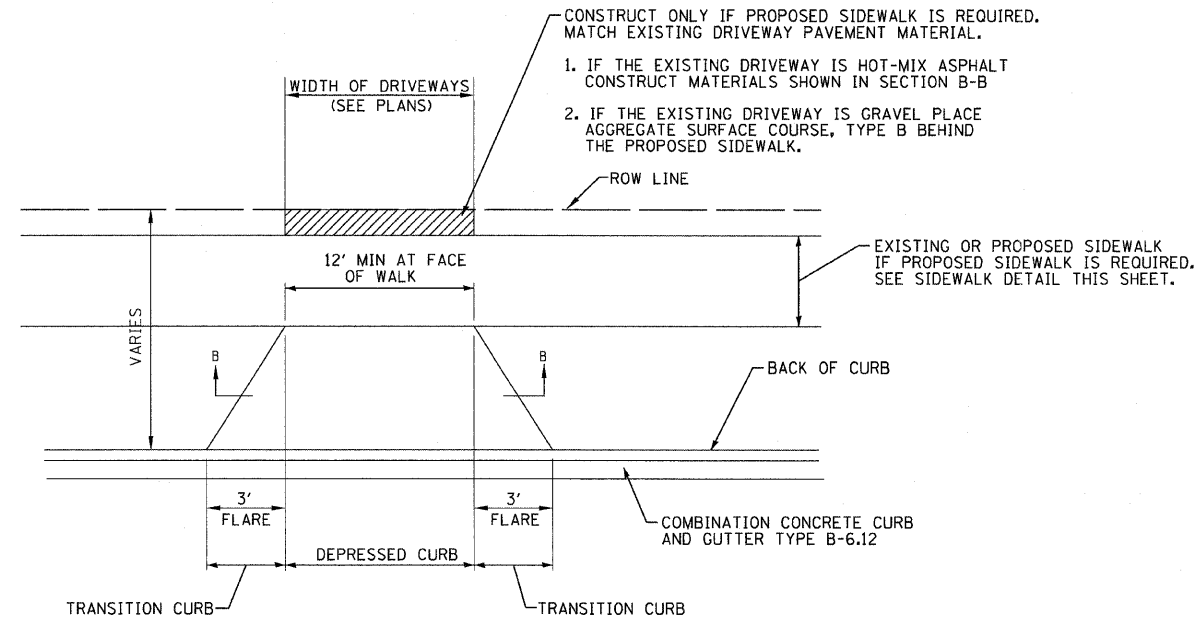 CONSTRUCT ONLY IF PROPOSED SIDEWALK IS REQUIRED.
MATCH EXISTING DRIVEWAY PAVEMENT MATERIAL.
1. IF THE EXISTING DRIVEWAY IS HOT-MIX ASPHALT
CONSTRUCT MATERIALS SHOWN IN SECTION B-B
2. IF THE EXISTING DRIVEWAY IS GRAVEL PLACE
AGGREGATE SURFACE COURSE, TYPE B BEHIND
THE PROPOSED SIDEWALK.
WIDTH OF DRIVEWAYS
(SEE PLANS)
ROW LINE
12' MIN AT FACE
OF WALK
EXISTING OR PROPOSED SIDEWALK
IF PROPOSED SIDEWALK IS REQUIRED.
SEE SIDEWALK DETAIL THIS SHEET.
VARIES
B
B
BACK OF CURB
3'
FLARE
3'
FLARE
COMBINATION CONCRETE CURB
AND GUTTER TYPE B-6.12
DEPRESSED CURB
TRANSITION CURB
TRANSITION CURB